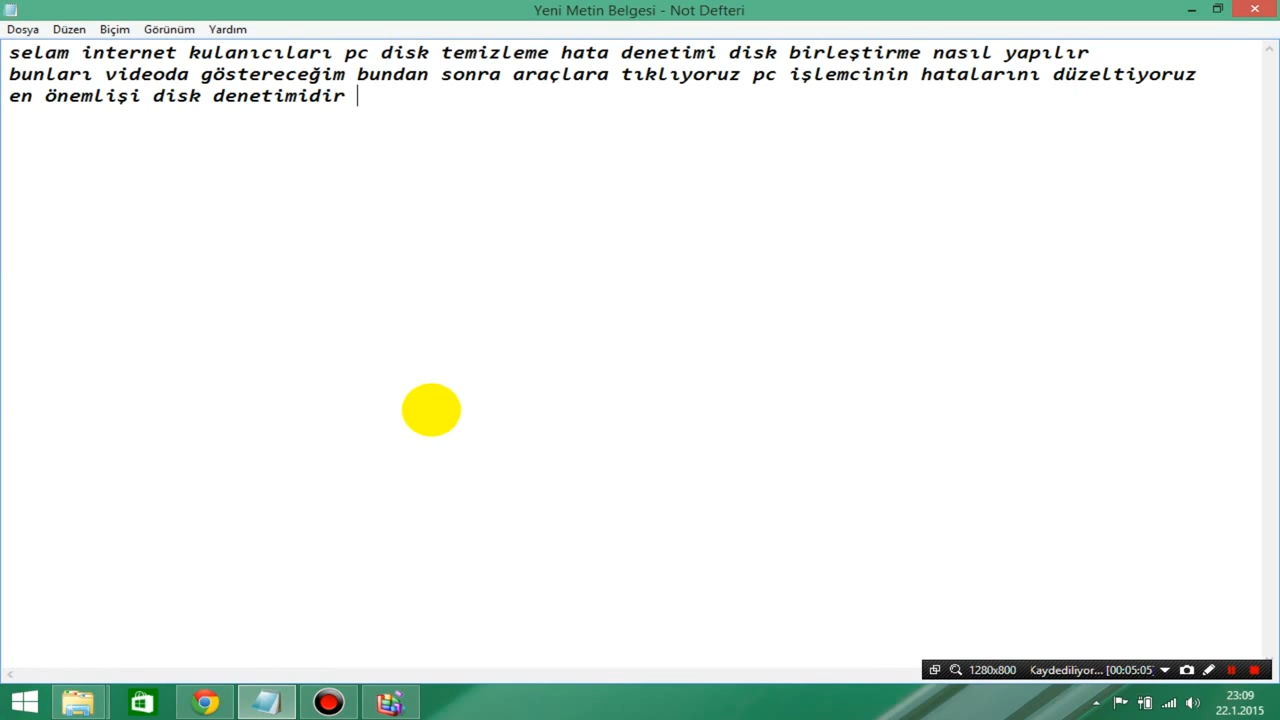 Yeni Metin Belgesi - Not Defteri
Dosya Düzen Biçim Görünüm Yardım
selam internet kulanıcıları pc disk temizleme hata denetimi disk birleştirme nasıl yapılır
bunları videoda göstereceğim bundan sonra araçlara tıklıyoruz pc işlemcinin hatalarını düzeltiyoruz
en önemlişi disk denetimidir
1280x800 Kaydediliyor... [00:05:05]
23:09
22.1.2015